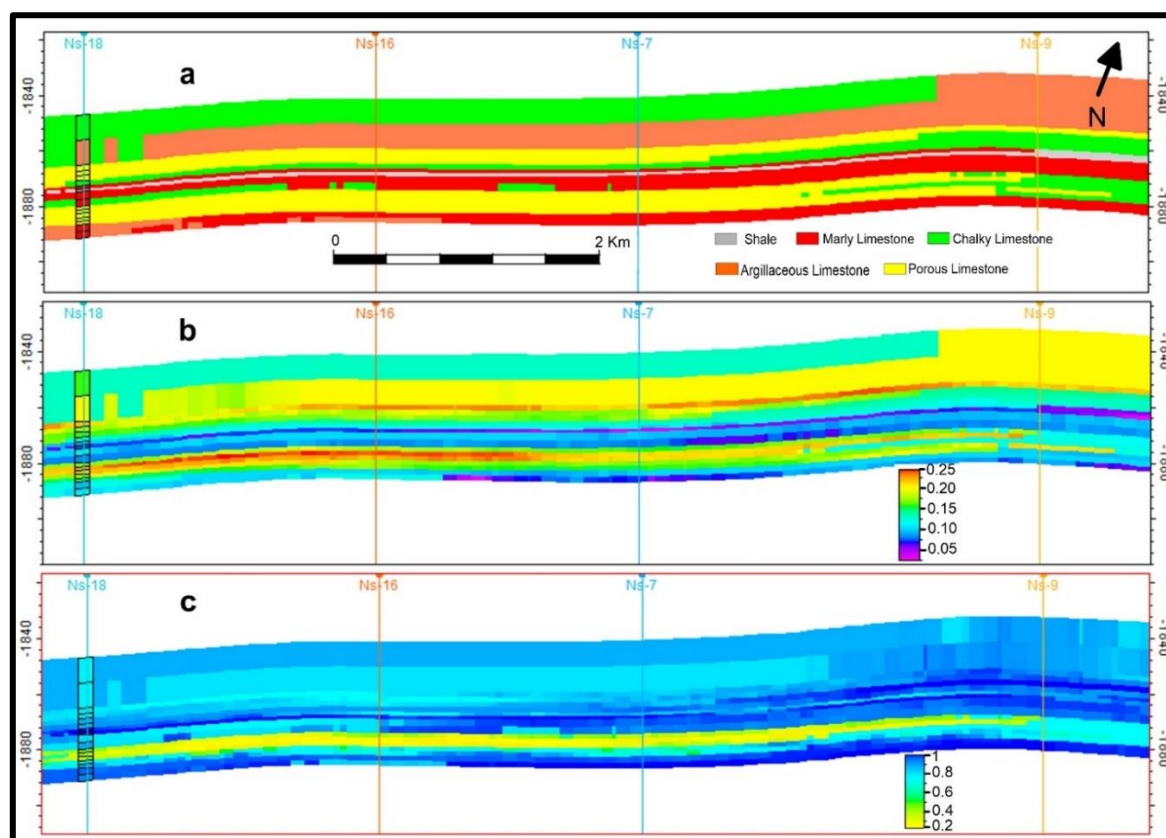 Ns-18 Ns-16 Ns-7 Ns-9
a
N
-1840 -1840
-1880 -1880
0 2 Km
Shale Marly Limestone Chalky Limestone
Argillaceous Limestone Porous Limestone
Ns-18 Ns-16 Ns-7 Ns-9
b
-1840 -1840
-1880 -1880
0.25
0.20
0.15
0.10
0.05
Ns-18 Ns-16 Ns-7 Ns-9
c
-1840 -1840
-1880 -1880
1
0.8
0.6
0.4
0.2